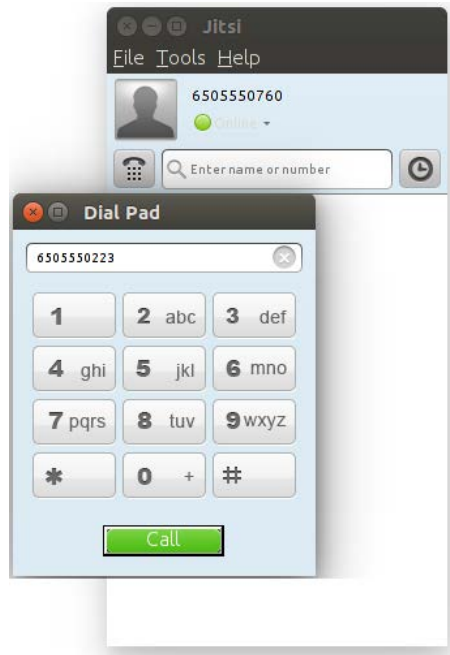 Jitsi
File Tools Help
6505550760
Online
Enter name or number
Dial Pad
6505550223
1
2 abc
3 def
4 ghi
5 jkl
6 mno
7 pqrs
8 tuv
9 wxyz
*
0 +
#
Call